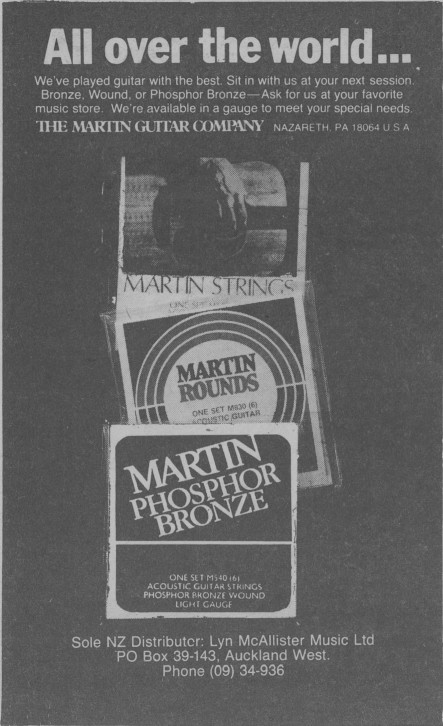 All over the world...
We've played guitar with the best. Sit in with us at your next session.
Bronze, Wound, or Phosphor Bronze—Ask for us at your favorite
music store. We're available in a gauge to meet your special needs.
THE MARTIN GUITAR COMPANY NAZARETH, PA 18064 U S A
MARTIN STRINGS
ONE SET
MARTIN
ROUNDS
ONE SET M830 (6)
ACOUSTIC GUITAR
MARTIN
PHOSPHOR
BRONZE
ONE SET M540 (6)
ACOUSTIC GUITAR STRINGS
PHOSPHOR BRONZE WOUND
LIGHT GAUGE
Sole NZ Distributor: Lyn McAllister Music Ltd
PO Box 39-143, Auckland West.
Phone (09) 34-936